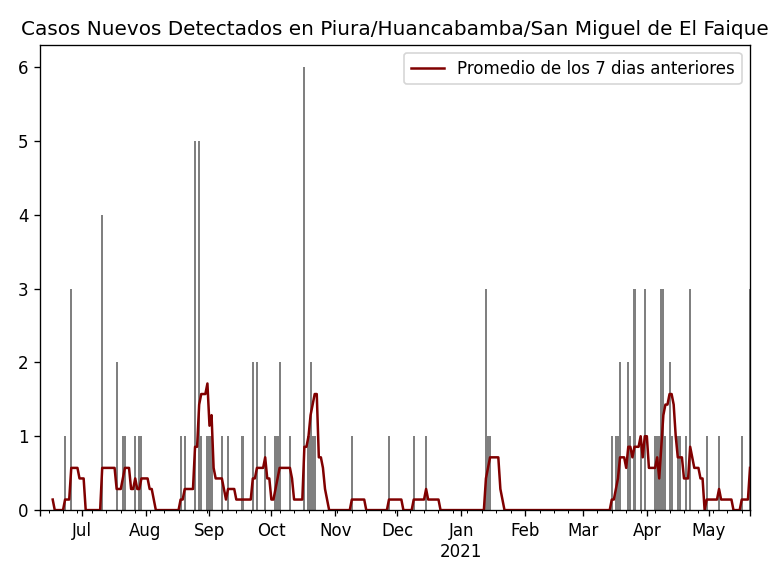 Casos Nuevos Detectados en Piura/Huancabamba/San Miguel de El Faique
Promedio de los 7 dias anteriores
6
5
4
3
2
1
0
Jul Aug Sep Oct Nov Dec Jan Feb Mar Apr May
2021